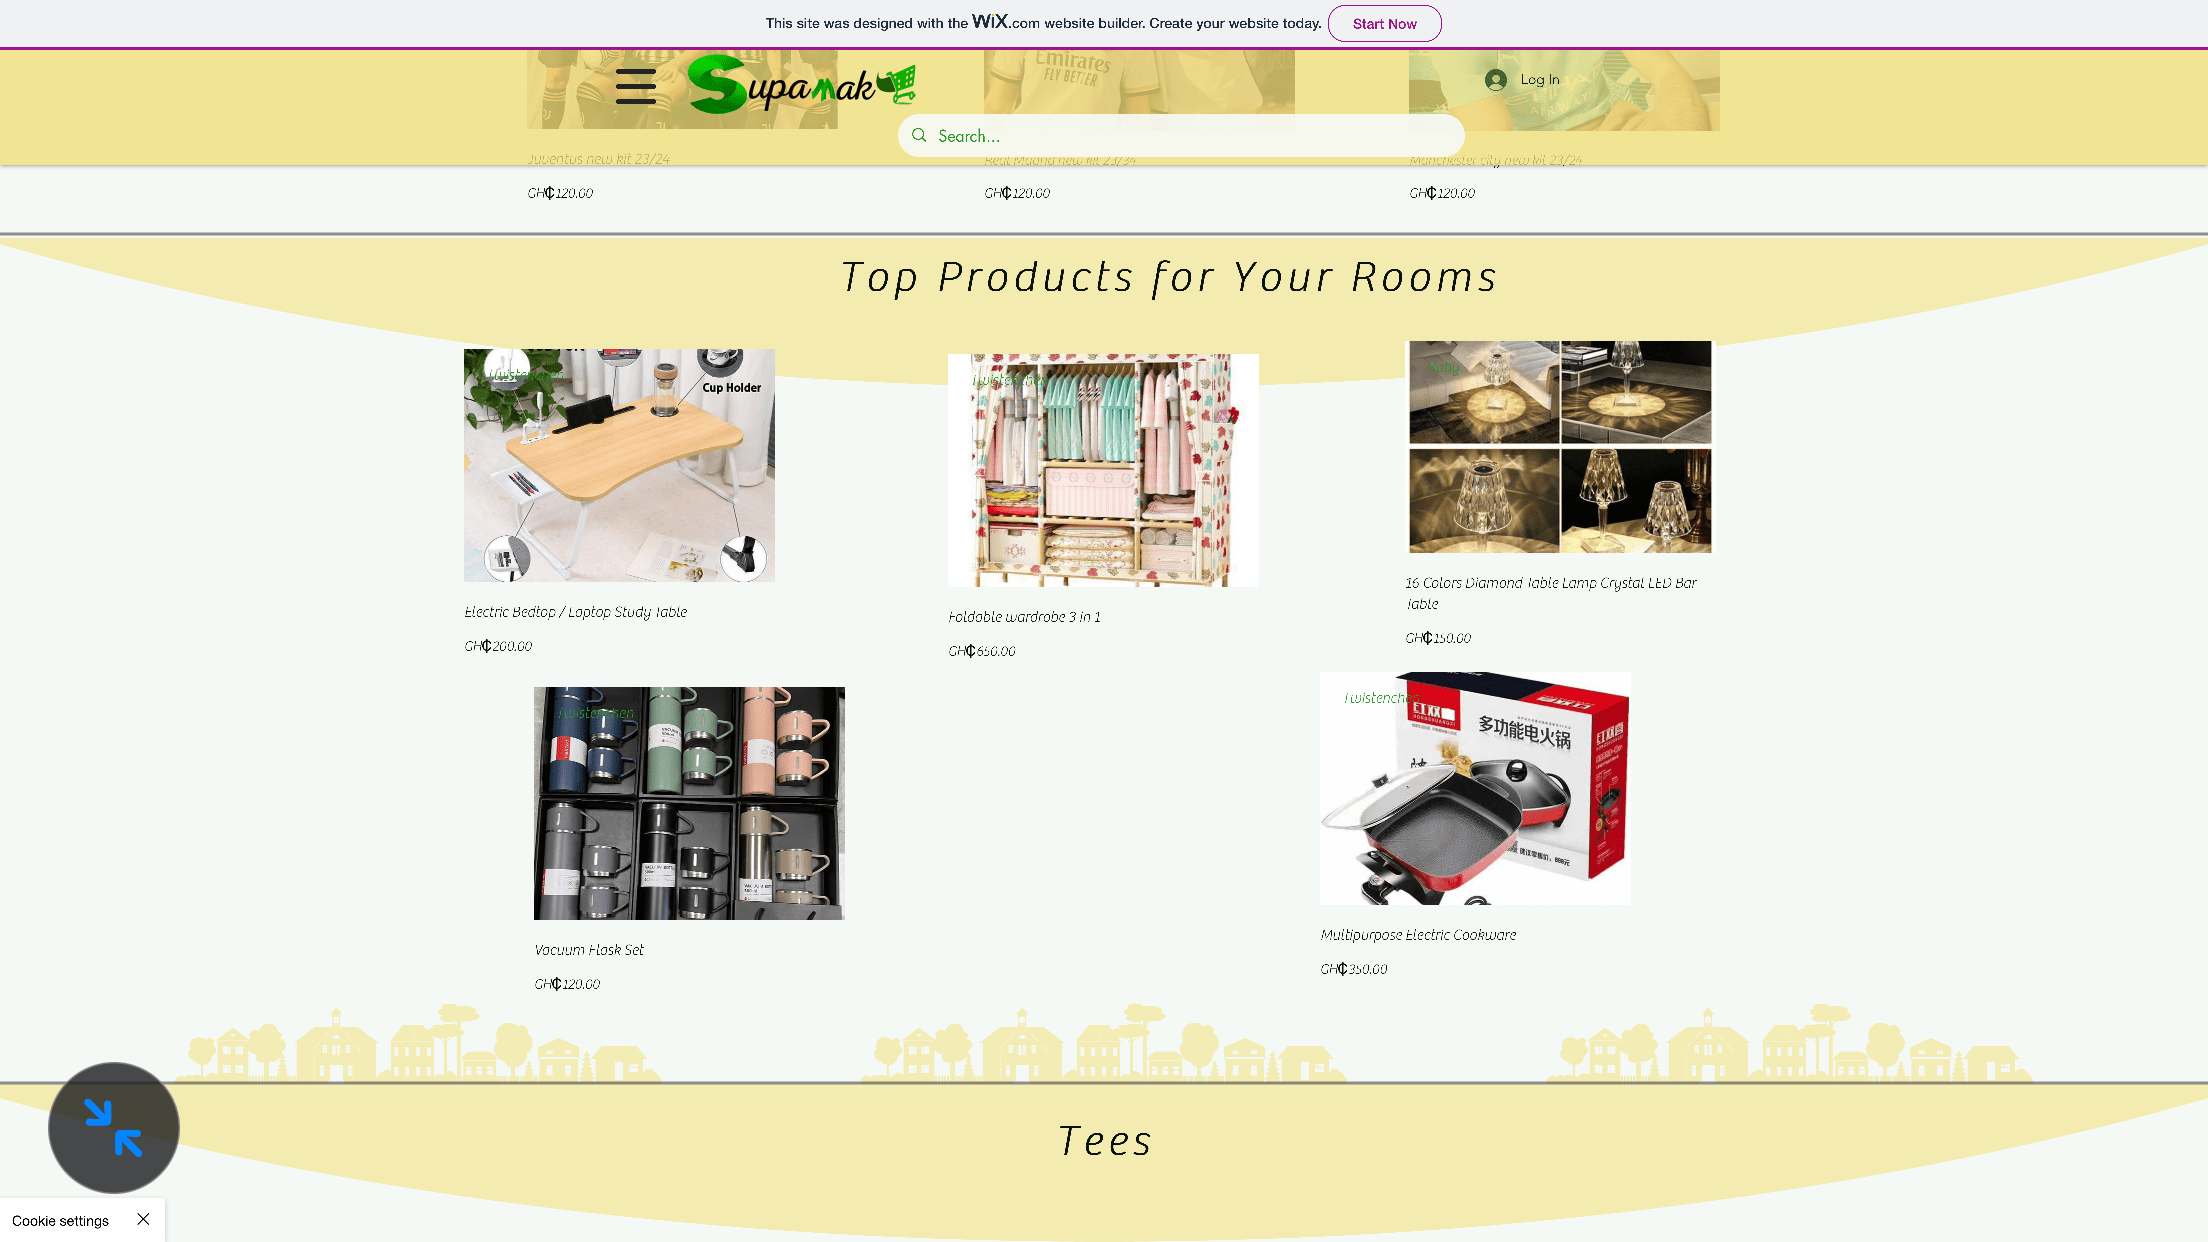 This site was designed with the WiX.com website builder. Create your website today. Start Now
Emirates
FLY BETTER
Supamak
Log In
Search...
Juventus new kit 23/24
Real Madrid new kit 23/34
Manchester city new kit 23/24
GH₵120.00
GH₵120.00
GH₵120.00
Top Products for Your Rooms
Twistenchen
Cup Holder
Twistenchen
Electric Bedtop / Laptop Study Table
GH₵200.00
Foldable wardrobe 3 in 1
GH₵650.00
16 Colors Diamond Table Lamp Crystal LED Bar
Table
GH₵150.00
Twistenchen
VACUUM
Vacuum Flask Set
GH₵120.00
Twistenchen
多功能电火锅
Multipurpose Electric Cookware
GH₵350.00
Tees
Cookie settings